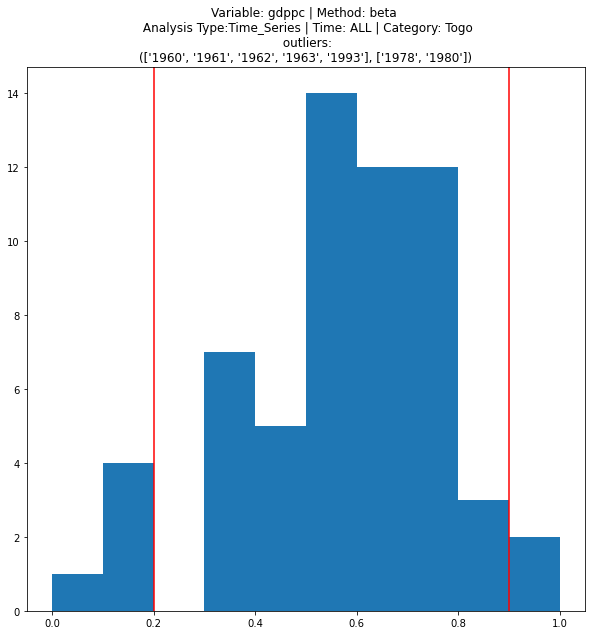 Variable: gdppc | Method: beta
Analysis Type:Time_Series | Time: ALL | Category: Togo
outliers:
(['1960', '1961', '1962', '1963', '1993'], ['1978', '1980'])
14
12
10
8
6
4
2
0
0.0 0.2 0.4 0.6 0.8 1.0